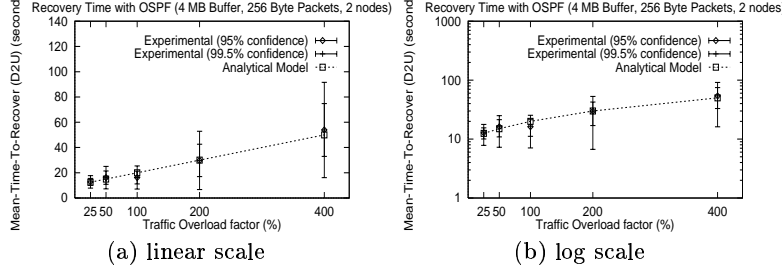 Recovery Time with OSPF (4 MB Buffer, 256 Byte Packets, 2 nodes)
Mean-Time-To-Recover (D2U) (second
140
120
100
80
60
40
20
0
Experimental (95% confidence)
Experimental (99.5% confidence)
Analytical Model
25 50 100 200 400
Traffic Overload factor (%)
(a) linear scale
Recovery Time with OSPF (4 MB Buffer, 256 Byte Packets, 2 nodes)
Mean-Time-To-Recover (D2U) (second
1000
100
10
1
Experimental (95% confidence)
Experimental (99.5% confidence)
Analytical Model
25 50 100 200 400
Traffic Overload factor (%)
(b) log scale